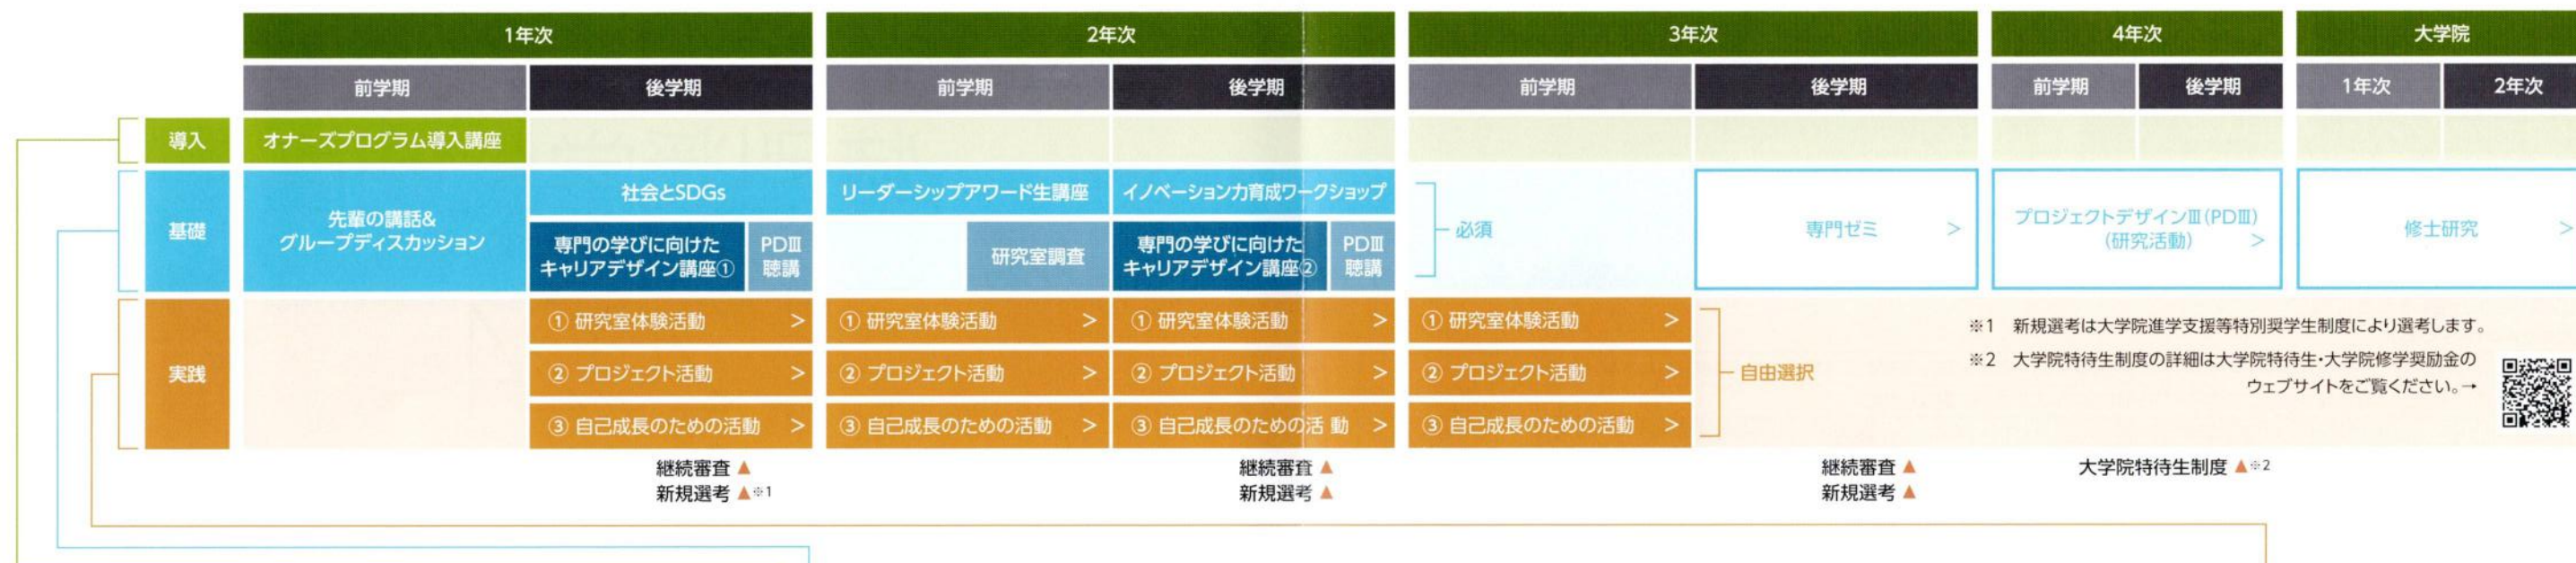 1年次
2年次
3年次
4年次
大学院
前学期
後学期
前学期
後学期
前学期
後学期
前学期
後学期
1年次
2年次
導入
オナーズプログラム導入講座
基礎
先輩の講話&
グループディスカッション
社会とSDGs
専門の学びに向けた
キャリアデザイン講座①
PDⅢ
聴講
リーダーシップアワード生講座
研究室調査
イノベーション力育成ワークショップ
専門の学びに向けた
キャリアデザイン講座②
PDⅢ
聴講
必須
専門ゼミ >
プロジェクトデザインⅢ(PDⅢ)
(研究活動) >
修士研究 >
実践
① 研究室体験活動 >
② プロジェクト活動 >
③ 自己成長のための活動 >
① 研究室体験活動 >
② プロジェクト活動 >
③ 自己成長のための活動 >
① 研究室体験活動 >
② プロジェクト活動 >
③ 自己成長のための活動 >
① 研究室体験活動 >
② プロジェクト活動 >
③ 自己成長のための活動 >
自由選択
※1 新規選考は大学院進学支援等特別奨学生制度により選考します。
※2 大学院特待生制度の詳細は大学院特待生・大学院修学奨励金の
ウェブサイトをご覧ください。→
継続審査 ▲
新規選考 ▲※1
継続審査 ▲
新規選考 ▲
継続審査 ▲
新規選考 ▲
大学院特待生制度 ▲※2